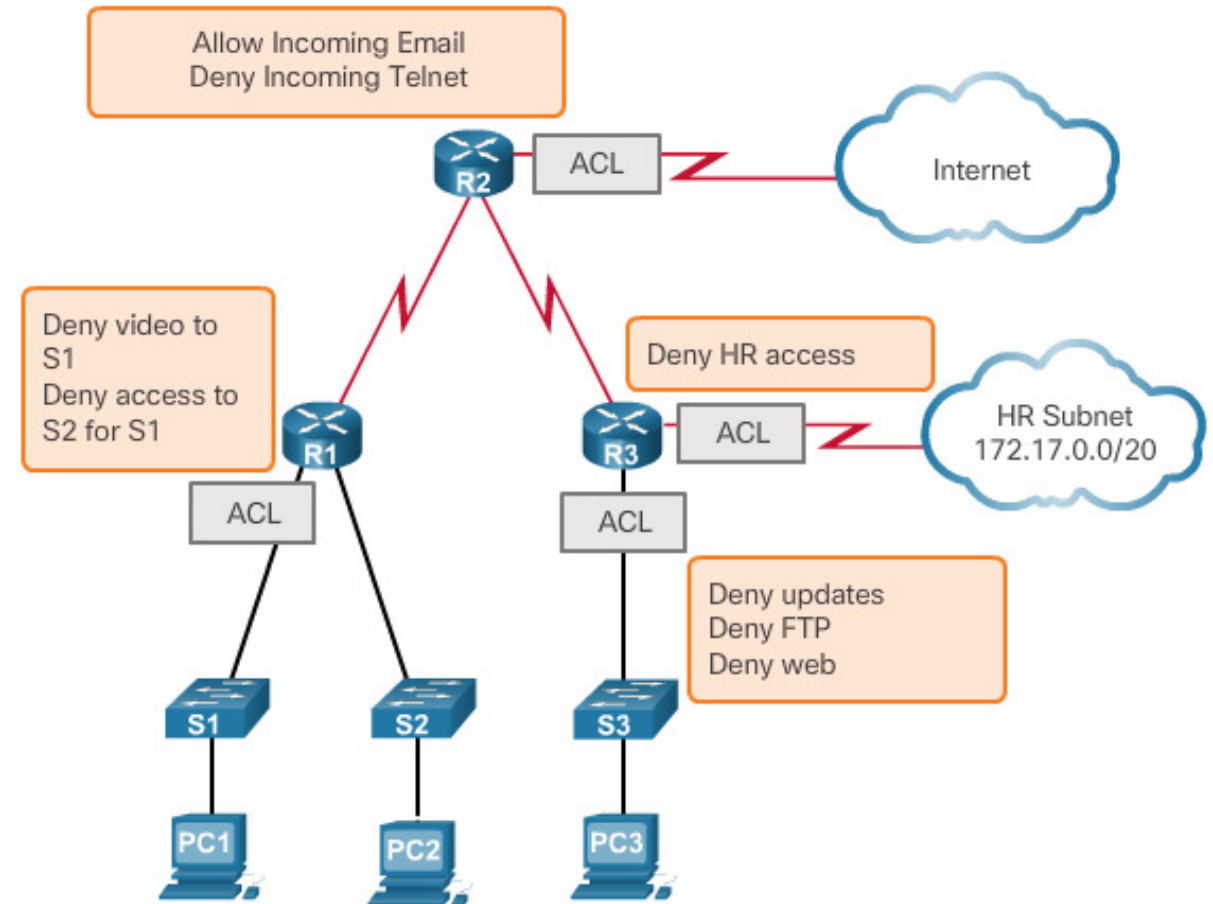 Allow Incoming Email
Deny Incoming Telnet
ACL
R2
Internet
Deny video to
S1
Deny access to
S2 for S1
Deny HR access
R1
R3
ACL
HR Subnet
172.17.0.0/20
ACL
ACL
Deny updates
Deny FTP
Deny web
S1
S2
S3
PC1
PC2
PC3